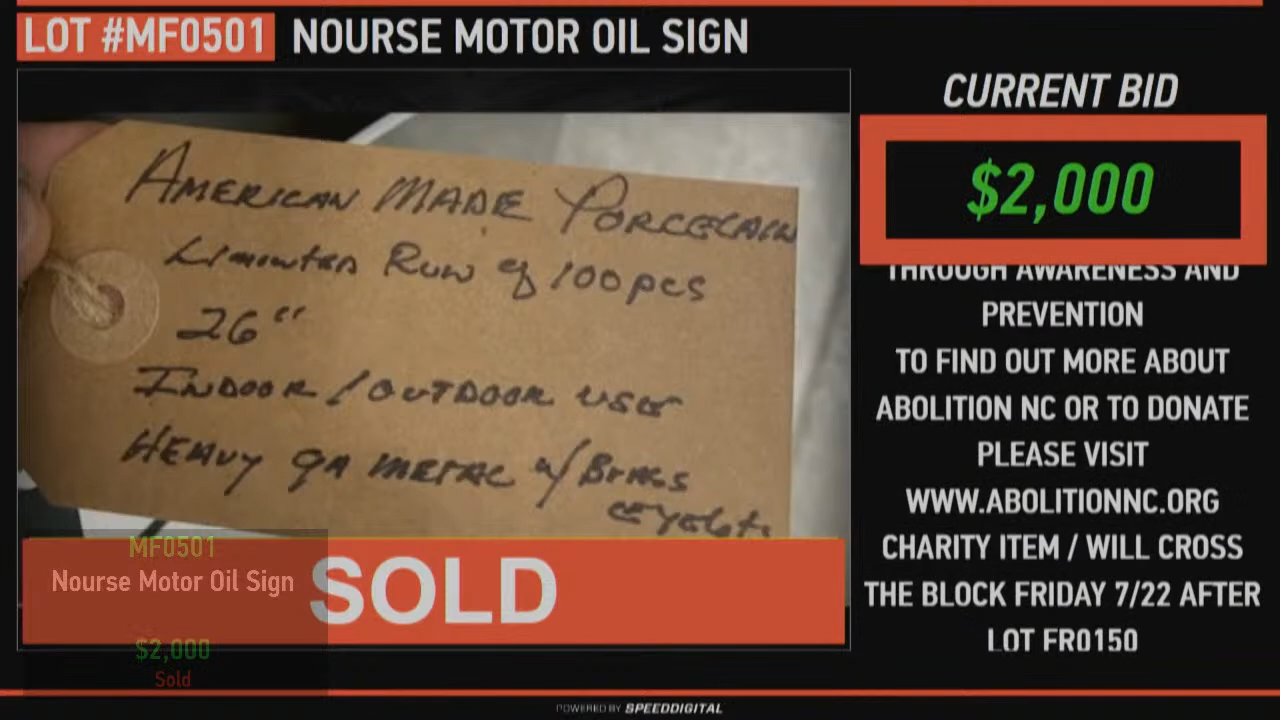 LOT #MF0501 NOURSE MOTOR OIL SIGN
CURRENT BID
$2,000
THROUGH AWARENESS AND
PREVENTION
TO FIND OUT MORE ABOUT
ABOLITION NC OR TO DONATE
PLEASE VISIT
WWW.ABOLITIONNC.ORG
CHARITY ITEM / WILL CROSS
THE BLOCK FRIDAY 7/22 AFTER
LOT FR0150
AMERICAN MADE PORCELAIN
LIMINTED RUN of 100 pcs
26"
INDOOR / OUTDOOR USE
HEAVY ga METAL w/ BRASS
EYELETS
SOLD
MF0501
Nourse Motor Oil Sign
$2,000
Sold
POWERED BY SPEEDDIGITAL